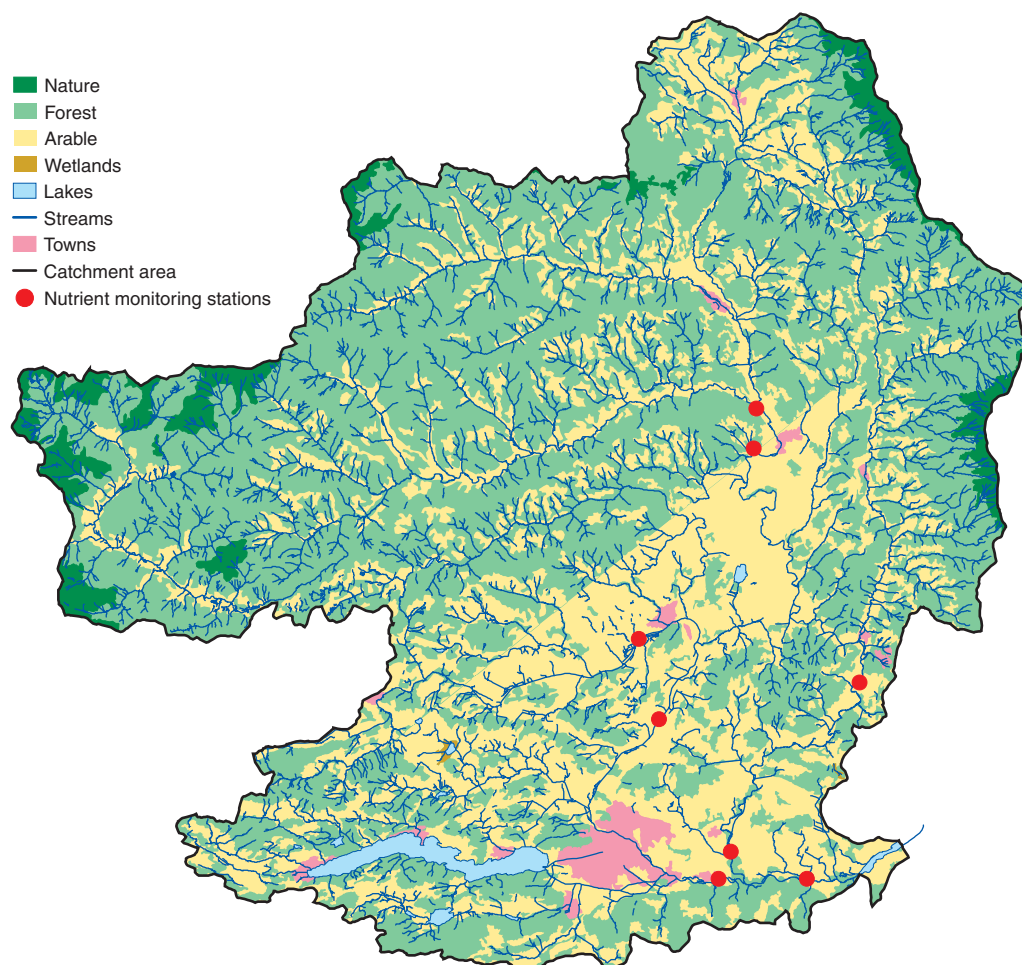 Nature
Forest
Arable
Wetlands
Lakes
Streams
Towns
Catchment area
Nutrient monitoring stations